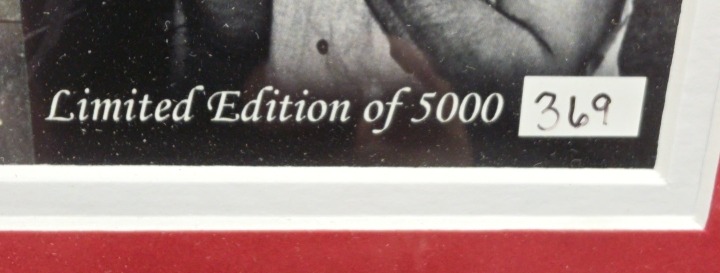 Limited Edition of 5000 369